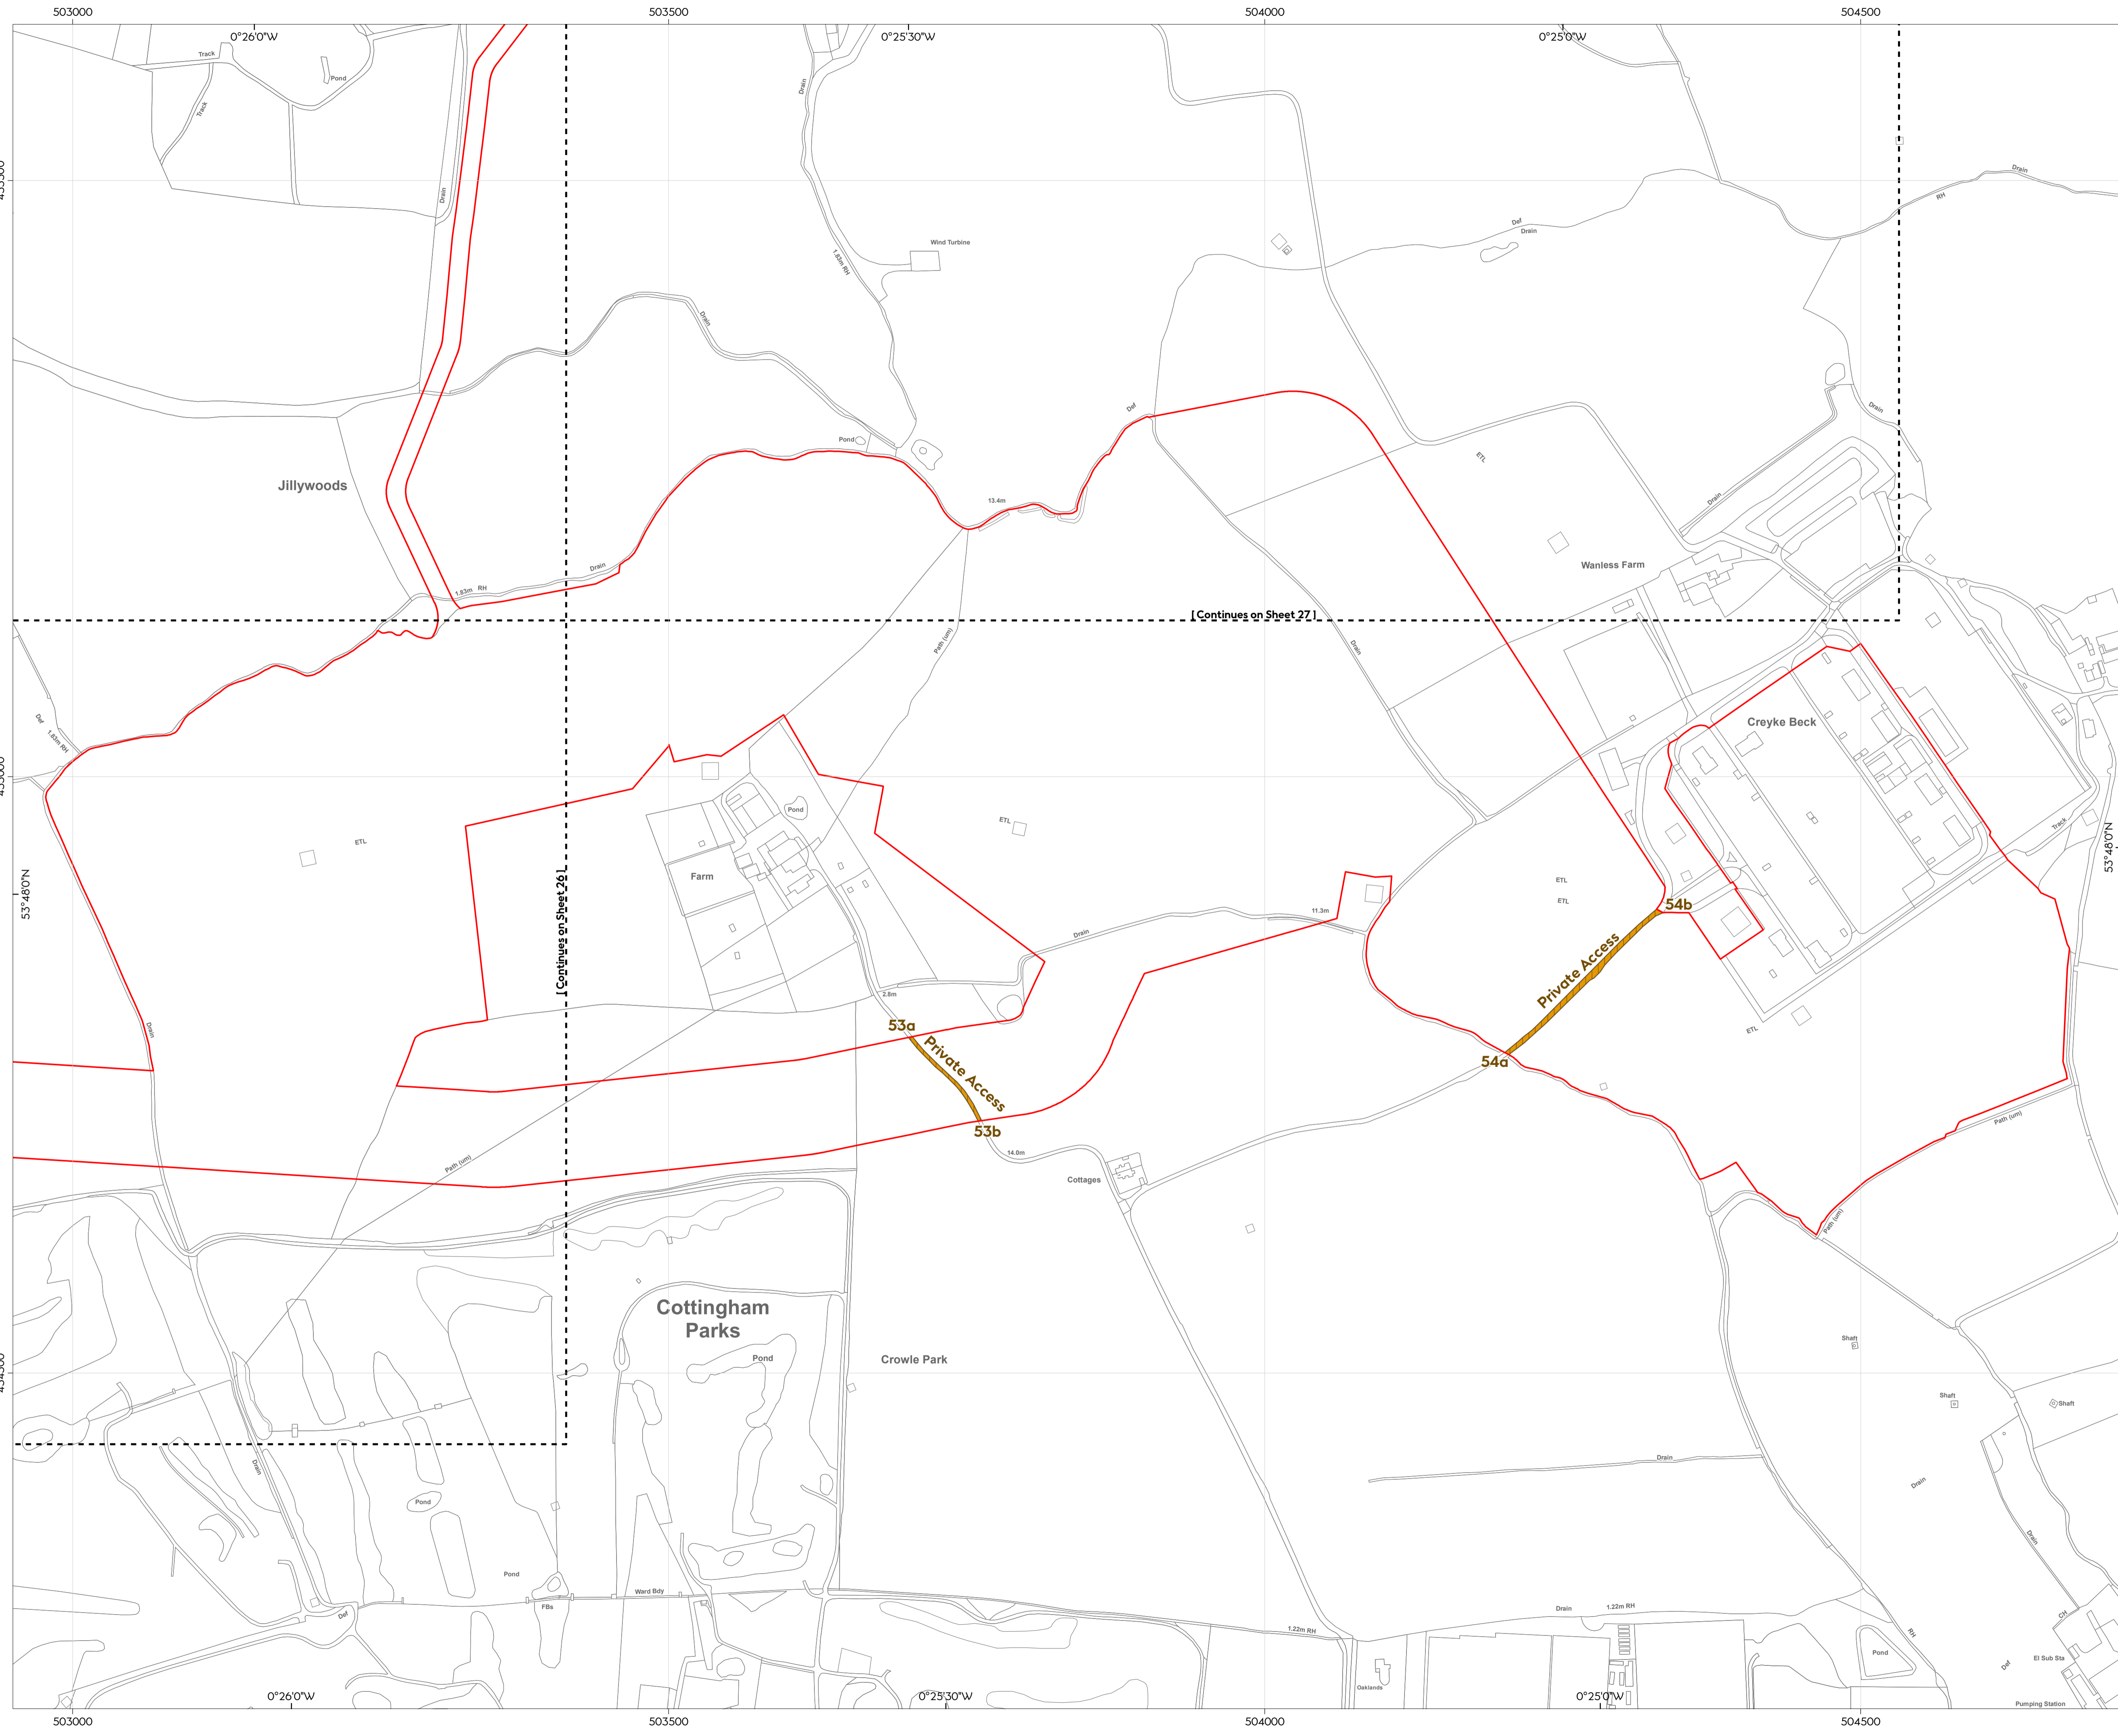 503000 503500 504000 504500
0°26'0"W 0°25'30"W 0°25'0"W
Track
Pond
Track
Drain
Drain
Drain
RH
Def
Drain
Wind Turbine
1.83m RH
Drain
Def
Drain
Pond
ETL
Jillywoods
13.4m
Drain
Wanless Farm
Drain
1.83m RH
[ Continues on Sheet 27 ]
Path (um)
Drain
Def
1.83m RH
Creyke Beck
Pond
ETL
ETL
Track
53°48'0"N
Farm
ETL
53°48'0"N
[ Continues on Sheet 26 ]
ETL
54b
11.3m
Drain
Private Access
2.8m
53a
Drain
ETL
Private Access
54a
53b
Path (um)
14.0m
Path (um)
Cottages
Path (um)
Cottingham
Parks
Shaft
Pond
Crowle Park
Shaft
Shaft
Drain
Drain
Drain
Pond
Drain
Pond
Ward Bdy
FBs
Def
Drain
1.22m RH
CH
1.22m RH
RH
Pond
El Sub Sta
Def
Oaklands
0°26'0"W 0°25'30"W 0°25'0"W
Pumping Station
503000 503500 504000 504500